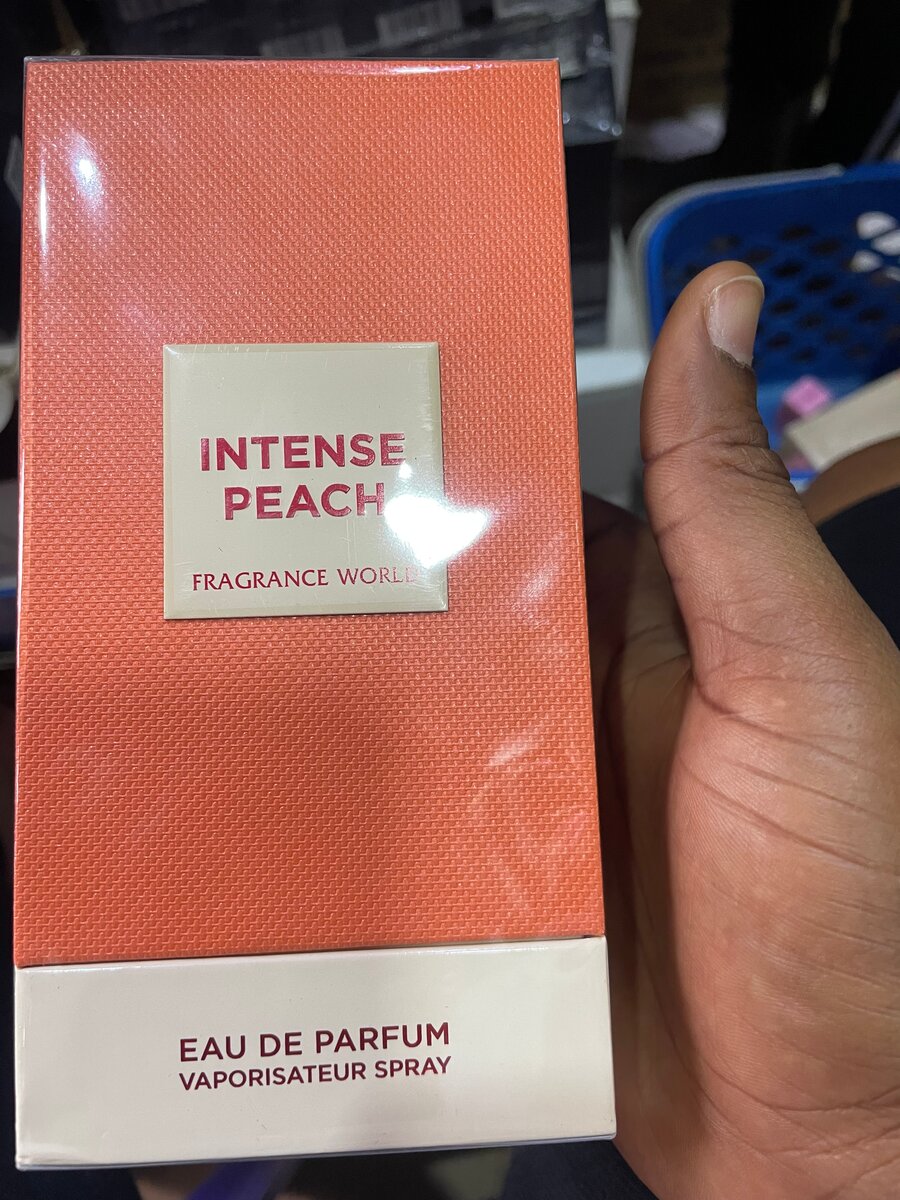 INTENSE
PEACH
FRAGRANCE WORLD
EAU DE PARFUM
VAPORISATEUR SPRAY